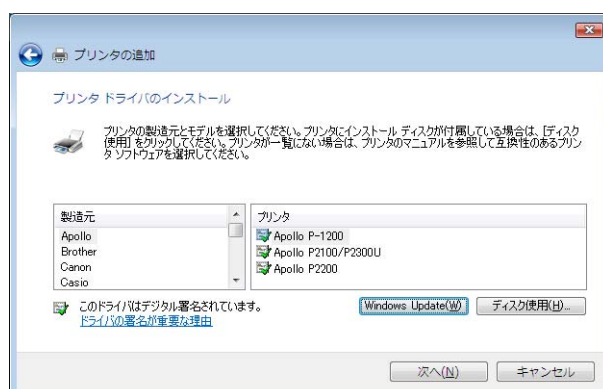 プリンタの追加
プリンタ ドライバのインストール
プリンタの製造元とモデルを選択してください。プリンタにインストール ディスクが付属している場合は、[ディスク
使用] をクリックしてください。プリンタが一覧にない場合は、プリンタのマニュアルを参照して互換性のあるプリン
タ ソフトウェアを選択してください。
製造元
Apollo
Brother
Canon
Casio
プリンタ
Apollo P-1200
Apollo P2100/P2300U
Apollo P2200
このドライバはデジタル署名されています。
ドライバの署名が重要な理由
Windows Update(W)
ディスク使用(H)...
次へ(N)
キャンセル